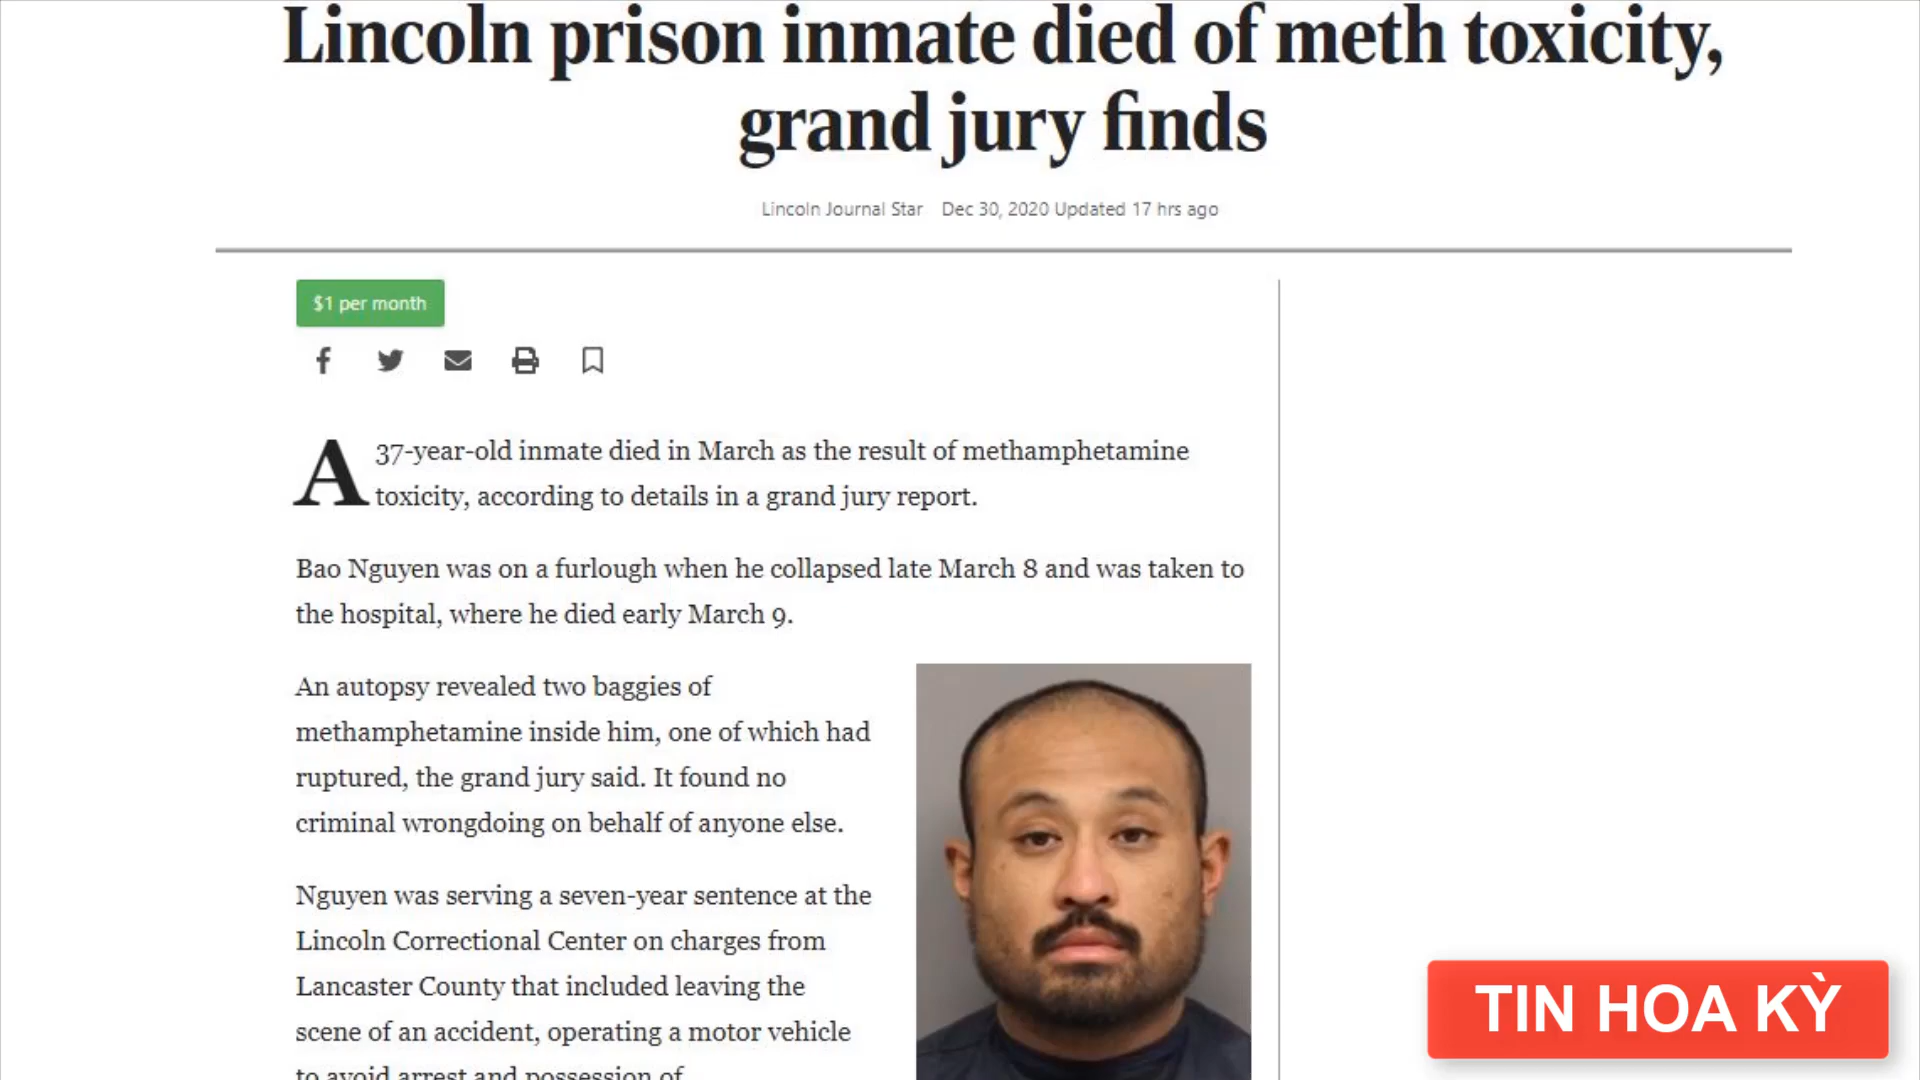 Lincoln prison inmate died of meth toxicity,
grand jury finds
Lincoln Journal Star Dec 30, 2020 Updated 17 hrs ago
$1 per month
A 37-year-old inmate died in March as the result of methamphetamine
toxicity, according to details in a grand jury report.
Bao Nguyen was on a furlough when he collapsed late March 8 and was taken to
the hospital, where he died early March 9.
An autopsy revealed two baggies of
methamphetamine inside him, one of which had
ruptured, the grand jury said. It found no
criminal wrongdoing on behalf of anyone else.
Nguyen was serving a seven-year sentence at the
Lincoln Correctional Center on charges from
Lancaster County that included leaving the
scene of an accident, operating a motor vehicle
to avoid arrest and possession of
TIN HOA KỲ